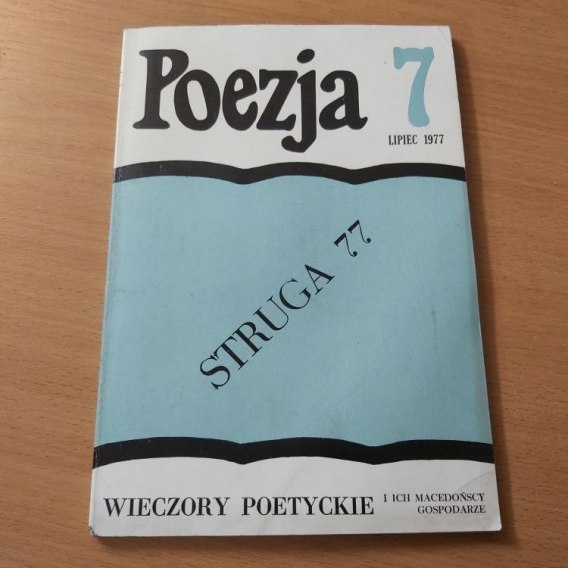 Poezja 7
LIPIEC 1977
STRUGA 77
WIECZORY POETYCKIE I ICH MACEDOŃSCY
GOSPODARZE